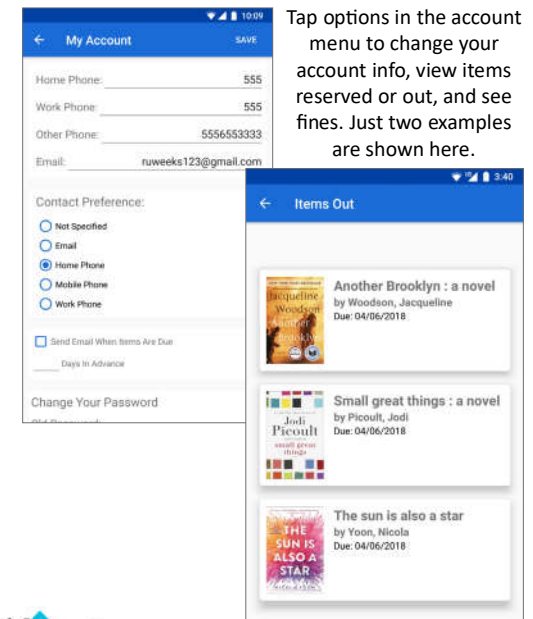 10:09
My Account
SAVE
Home Phone: 555
Work Phone: 555
Other Phone: 5556553333
Email: ruweeks123@gmail.com
Contact Preference:
Not Specified
Email
Home Phone
Mobile Phone
Work Phone
Send Email When Items Are Due
Days In Advance
Change Your Password
Tap options in the account
menu to change your
account info, view items
reserved or out, and see
fines. Just two examples
are shown here.
3:40
Items Out
Jacqueline
Woodson
Another
Brooklyn
Another Brooklyn : a novel
by Woodson, Jacqueline
Due: 04/06/2018
Jodi
Picoult
small great
things
Small great things : a novel
by Picoult, Jodi
Due: 04/06/2018
THE
SUN IS
ALSO A
STAR
The sun is also a star
by Yoon, Nicola
Due: 04/06/2018